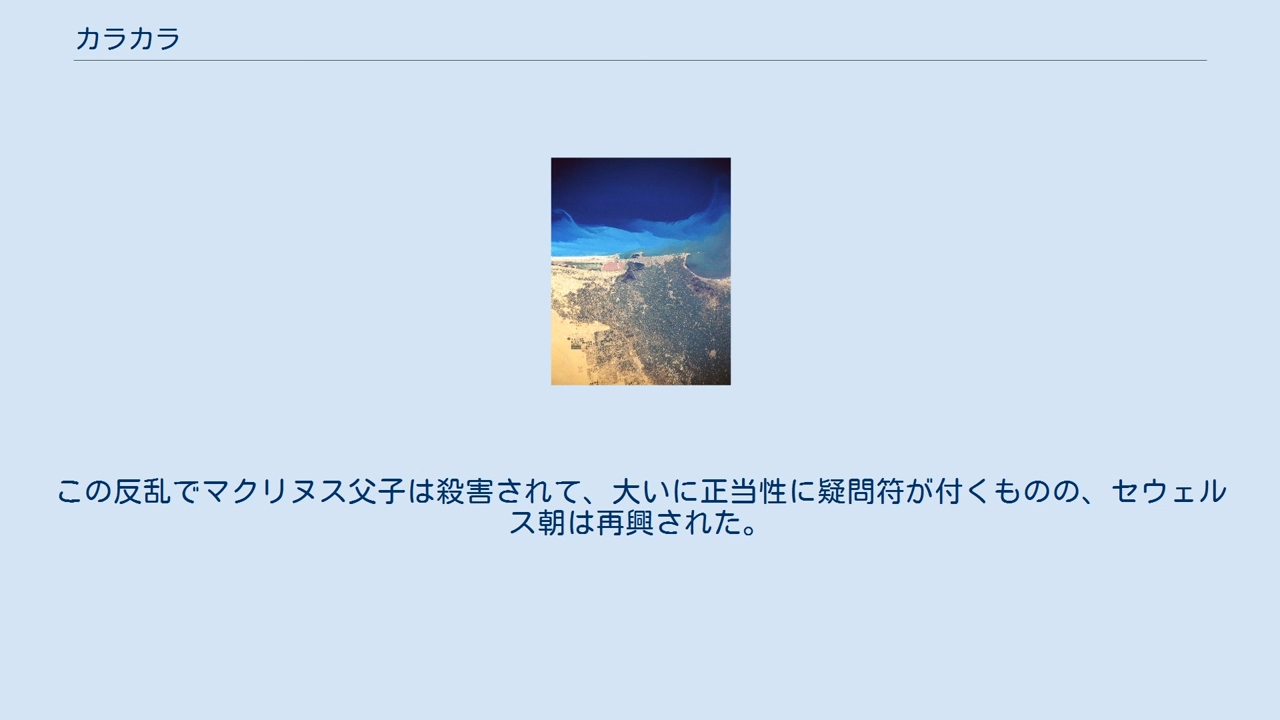 カラカラ
この反乱でマクリヌス父子は殺害されて、大いに正当性に疑問符が付くものの、セウェル
ス朝は再興された。